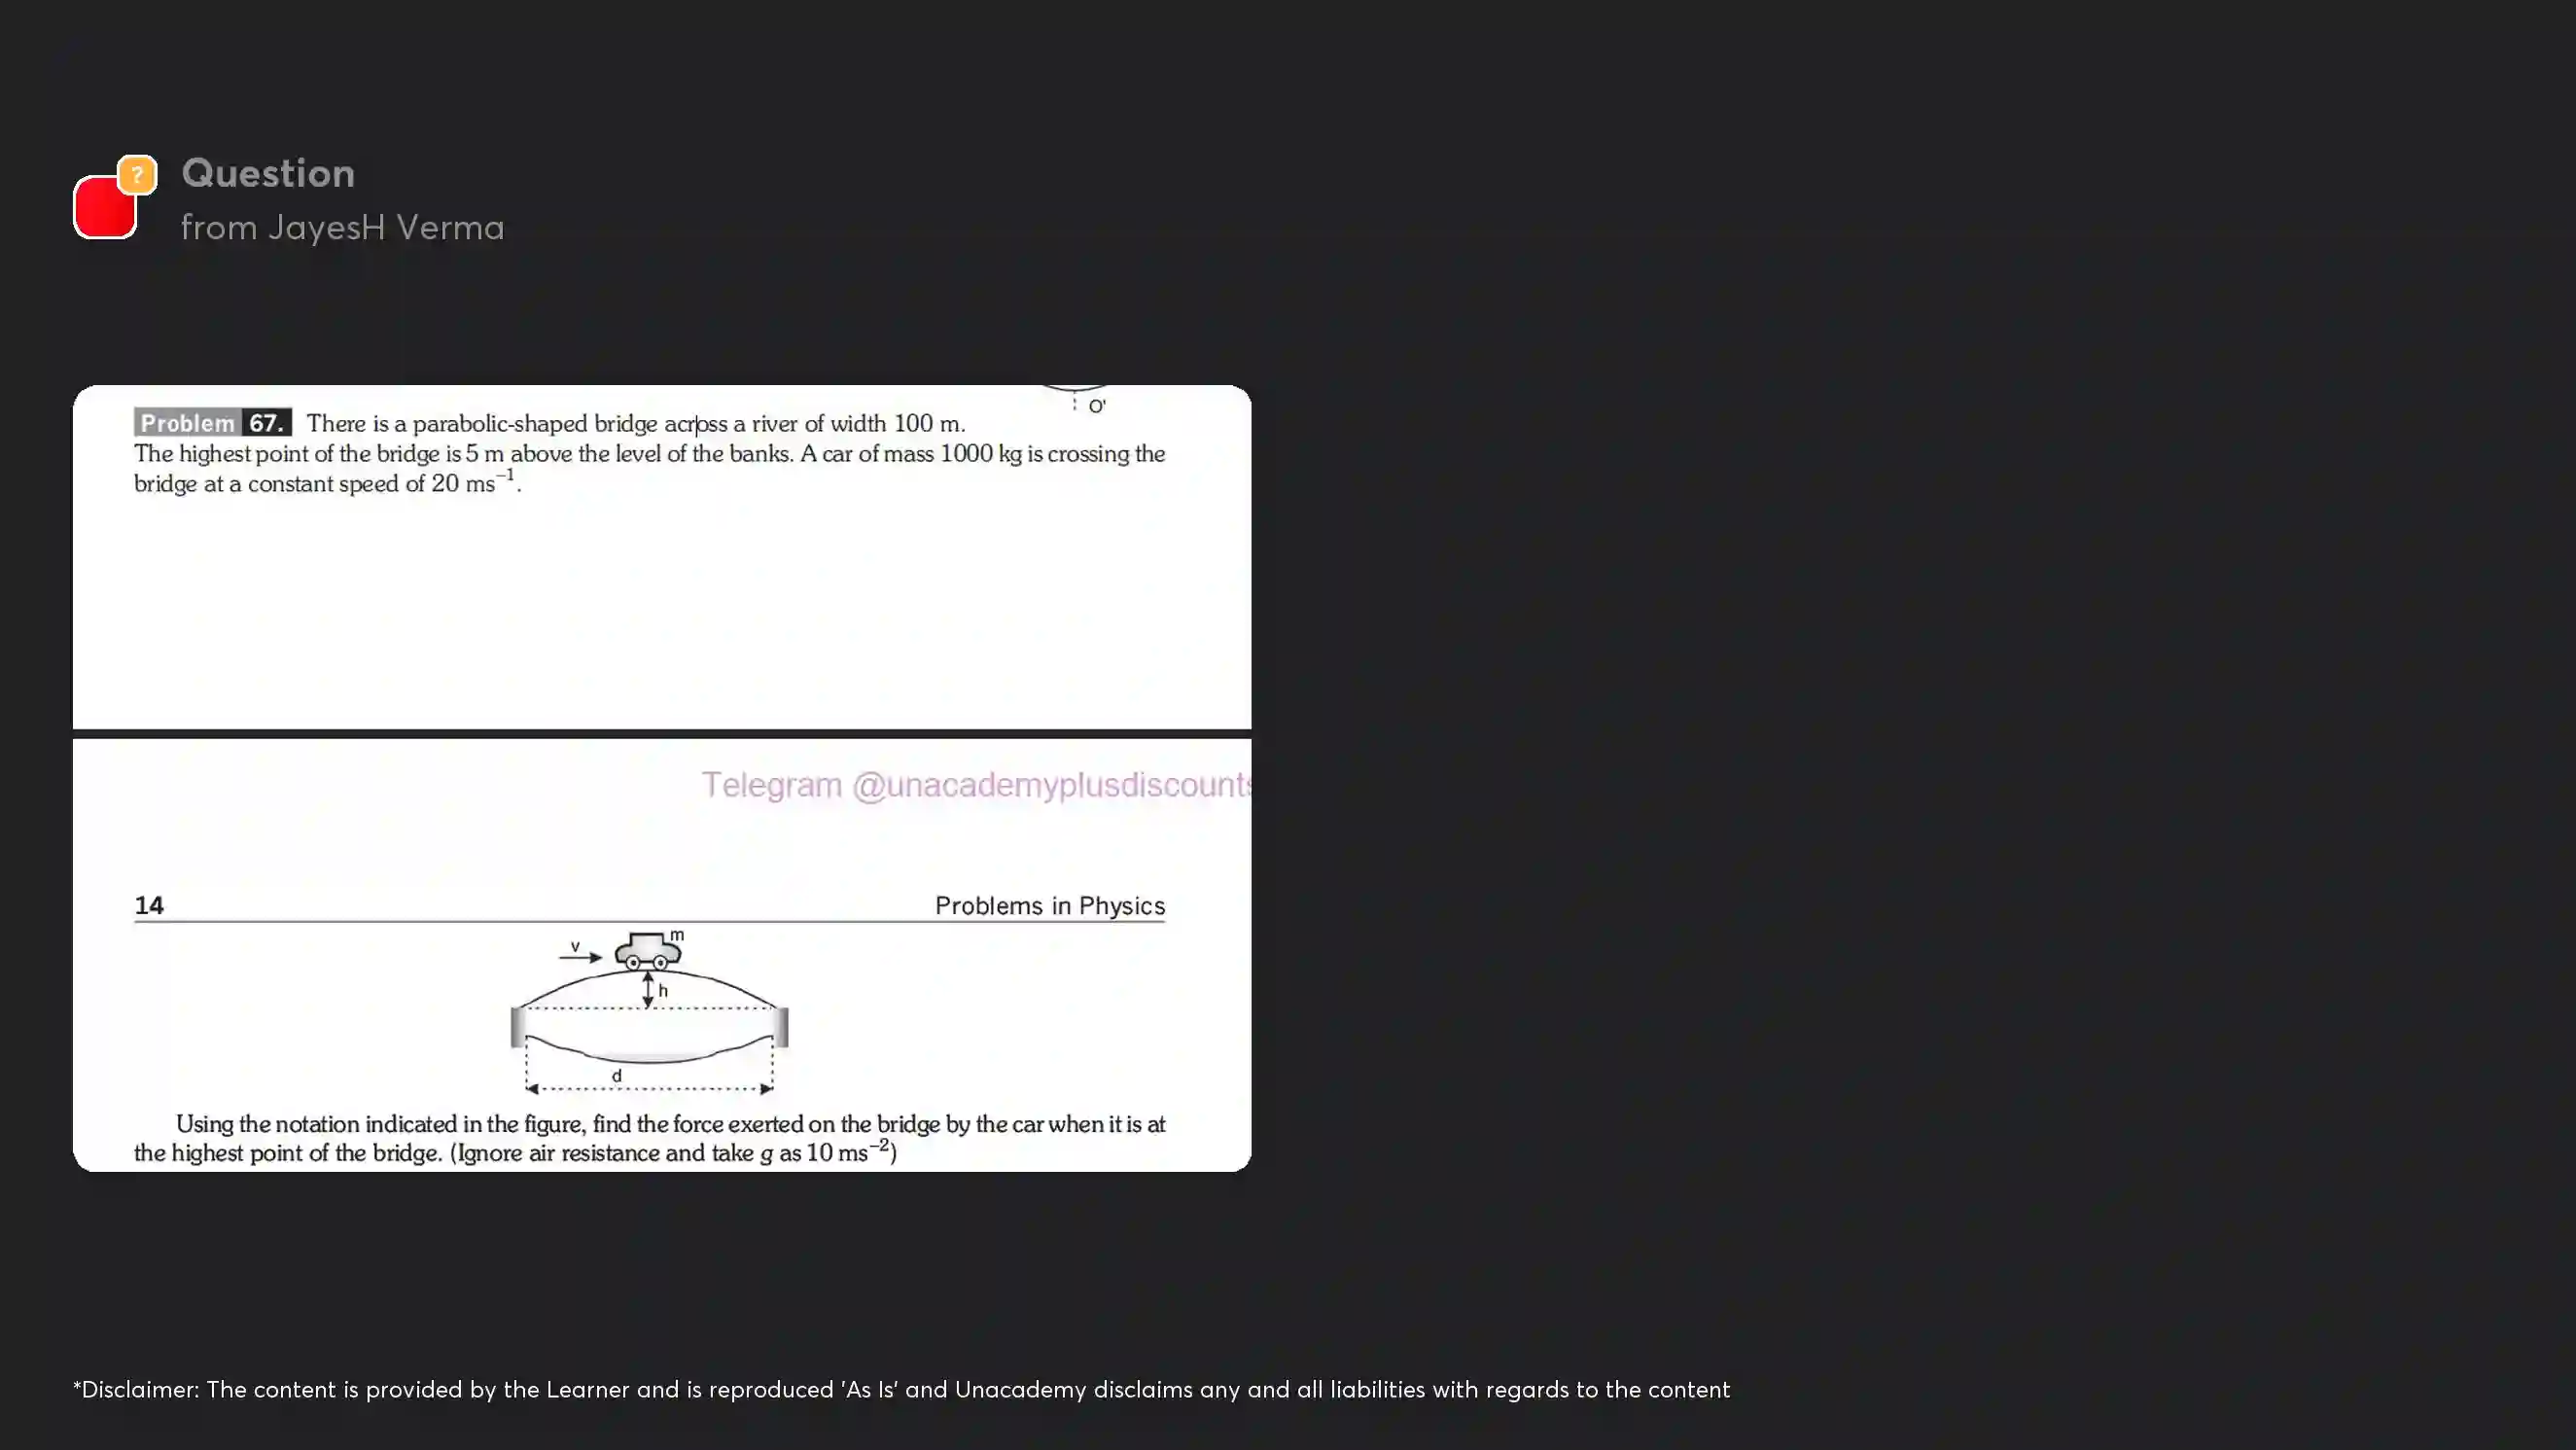 ?
Question
from JayesH Verma
O'
Problem 67. There is a parabolic-shaped bridge across a river of width 100 m.
The highest point of the bridge is 5 m above the level of the banks. A car of mass 1000 kg is crossing the
bridge at a constant speed of 20 ms⁻¹.
Telegram @unacademyplusdiscounts
14 Problems in Physics
m
v
h
d
Using the notation indicated in the figure, find the force exerted on the bridge by the car when it is at
the highest point of the bridge. (Ignore air resistance and take g as 10 ms⁻²)
*Disclaimer: The content is provided by the Learner and is reproduced 'As Is' and Unacademy disclaims any and all liabilities with regards to the content